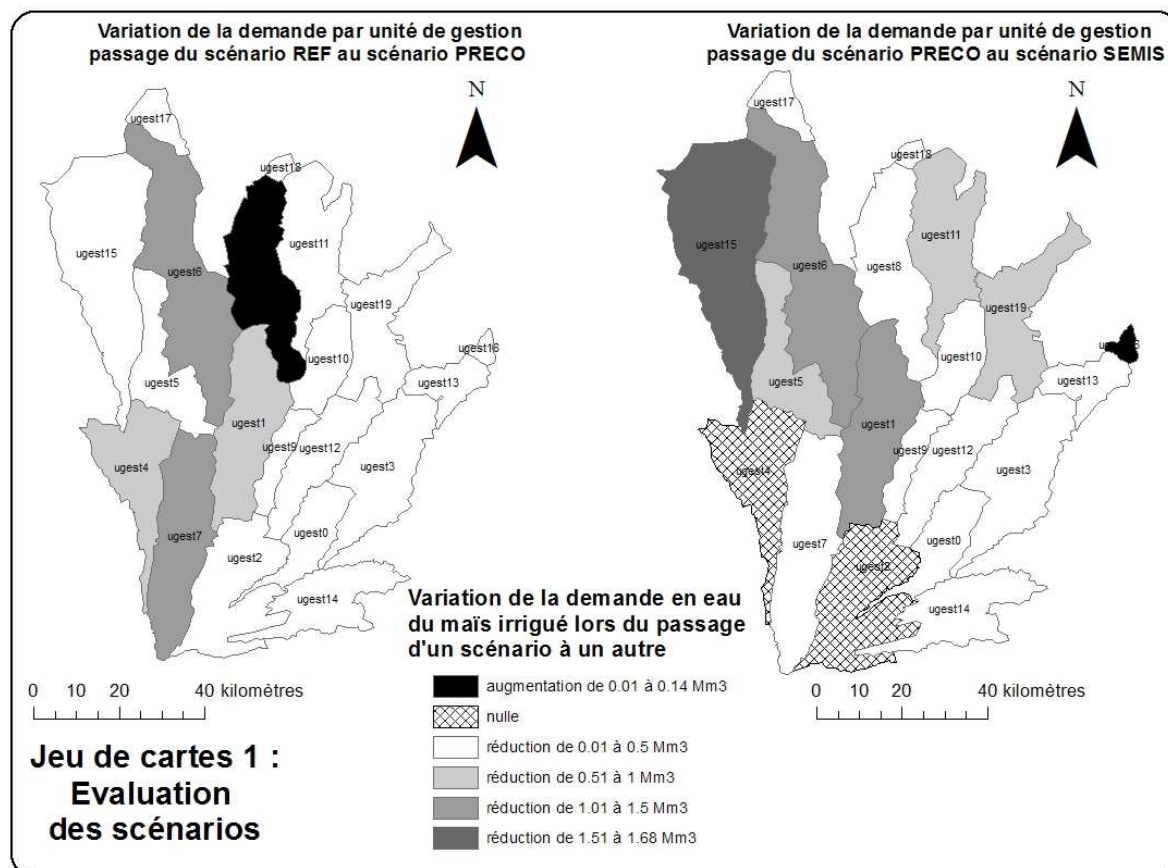 Variation de la demande par unité de gestion
passage du scénario REF au scénario PRECO
N
ugest17
ugest18
ugest15
ugest11
ugest6
ugest19
ugest16
ugest10
ugest5
ugest13
ugest1
ugest4
ugest9
ugest12
ugest3
ugest7
ugest0
ugest2
ugest14
0 10 20 40 kilomètres
Variation de la demande par unité de gestion
passage du scénario PRECO au scénario SEMIS
N
ugest17
ugest18
ugest15
ugest11
ugest6
ugest8
ugest19
ugest10
ugest5
ugest13
ugest1
ugest4
ugest9
ugest12
ugest3
ugest7
ugest0
ugest2
ugest14
0 10 20 40 kilomètres
Variation de la demande en eau
du maïs irrigué lors du passage
d'un scénario à un autre
augmentation de 0.01 à 0.14 Mm3
nulle
réduction de 0.01 à 0.5 Mm3
réduction de 0.51 à 1 Mm3
réduction de 1.01 à 1.5 Mm3
réduction de 1.51 à 1.68 Mm3
Jeu de cartes 1 :
Evaluation
des scénarios